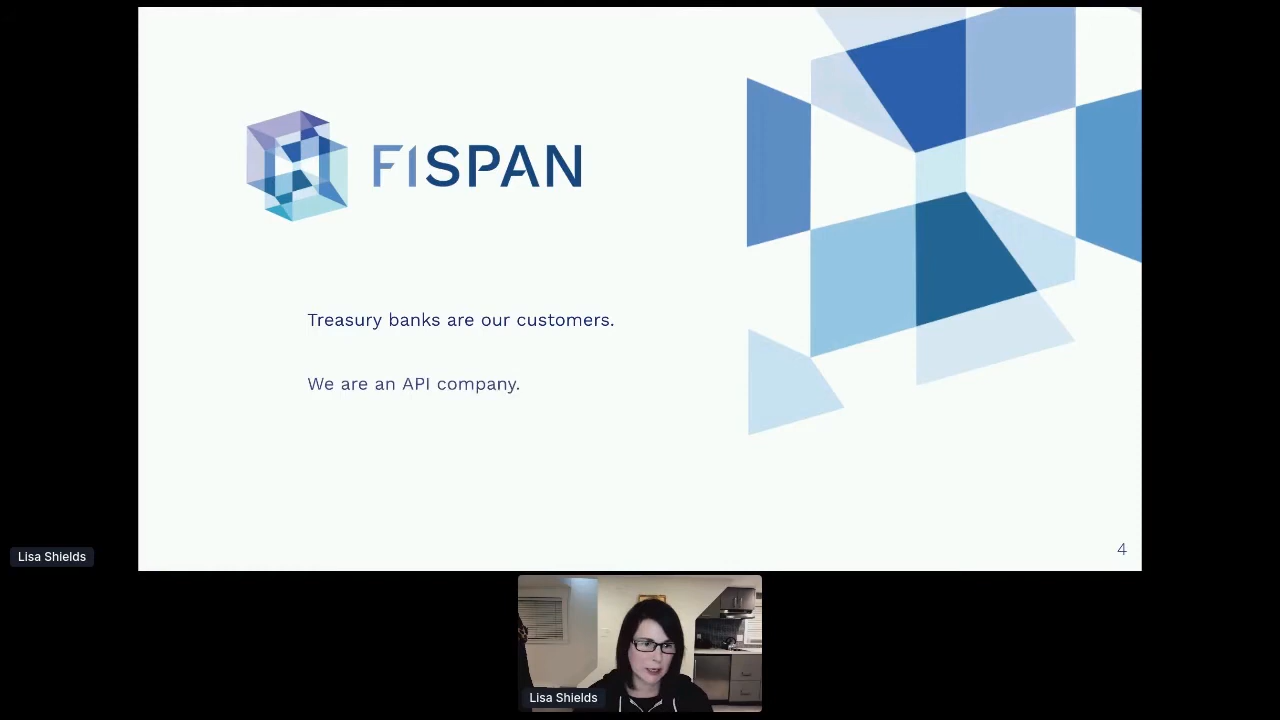 FISPAN
Treasury banks are our customers.
We are an API company.
4
Lisa Shields
Lisa Shields